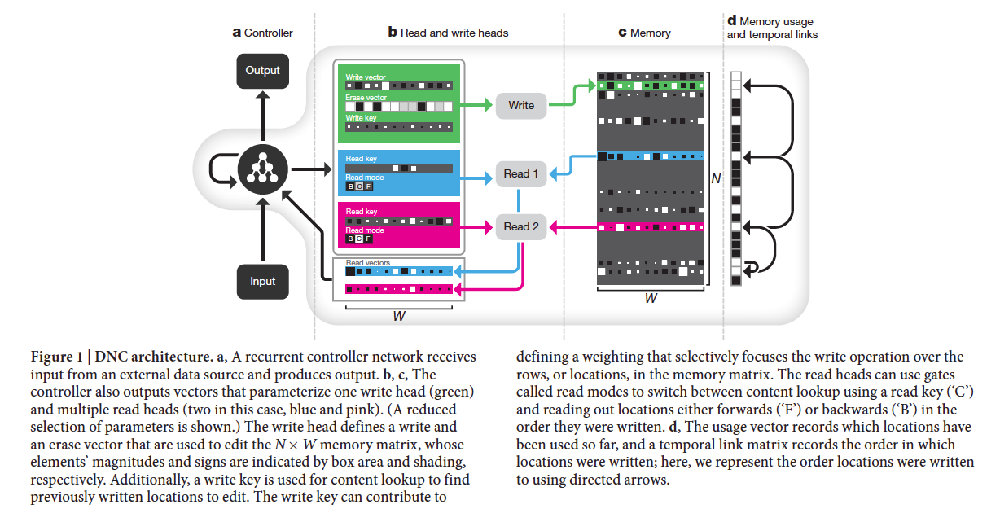 a Controller
b Read and write heads
c Memory
d Memory usage
and temporal links
Output
Input
Write vector
Erase vector
Write key
Read key
Read mode
B C F
Read key
Read mode
B C F
Read vectors
W
Write
Read 1
Read 2
N
W
Figure 1 | DNC architecture. a, A recurrent controller network receives
input from an external data source and produces output. b, c, The
controller also outputs vectors that parameterize one write head (green)
and multiple read heads (two in this case, blue and pink). (A reduced
selection of parameters is shown.) The write head defines a write and
an erase vector that are used to edit the N × W memory matrix, whose
elements’ magnitudes and signs are indicated by box area and shading,
respectively. Additionally, a write key is used for content lookup to find
previously written locations to edit. The write key can contribute to
defining a weighting that selectively focuses the write operation over the
rows, or locations, in the memory matrix. The read heads can use gates
called read modes to switch between content lookup using a read key (‘C’)
and reading out locations either forwards (‘F’) or backwards (‘B’) in the
order they were written. d, The usage vector records which locations have
been used so far, and a temporal link matrix records the order in which
locations were written; here, we represent the order locations were written
to using directed arrows.